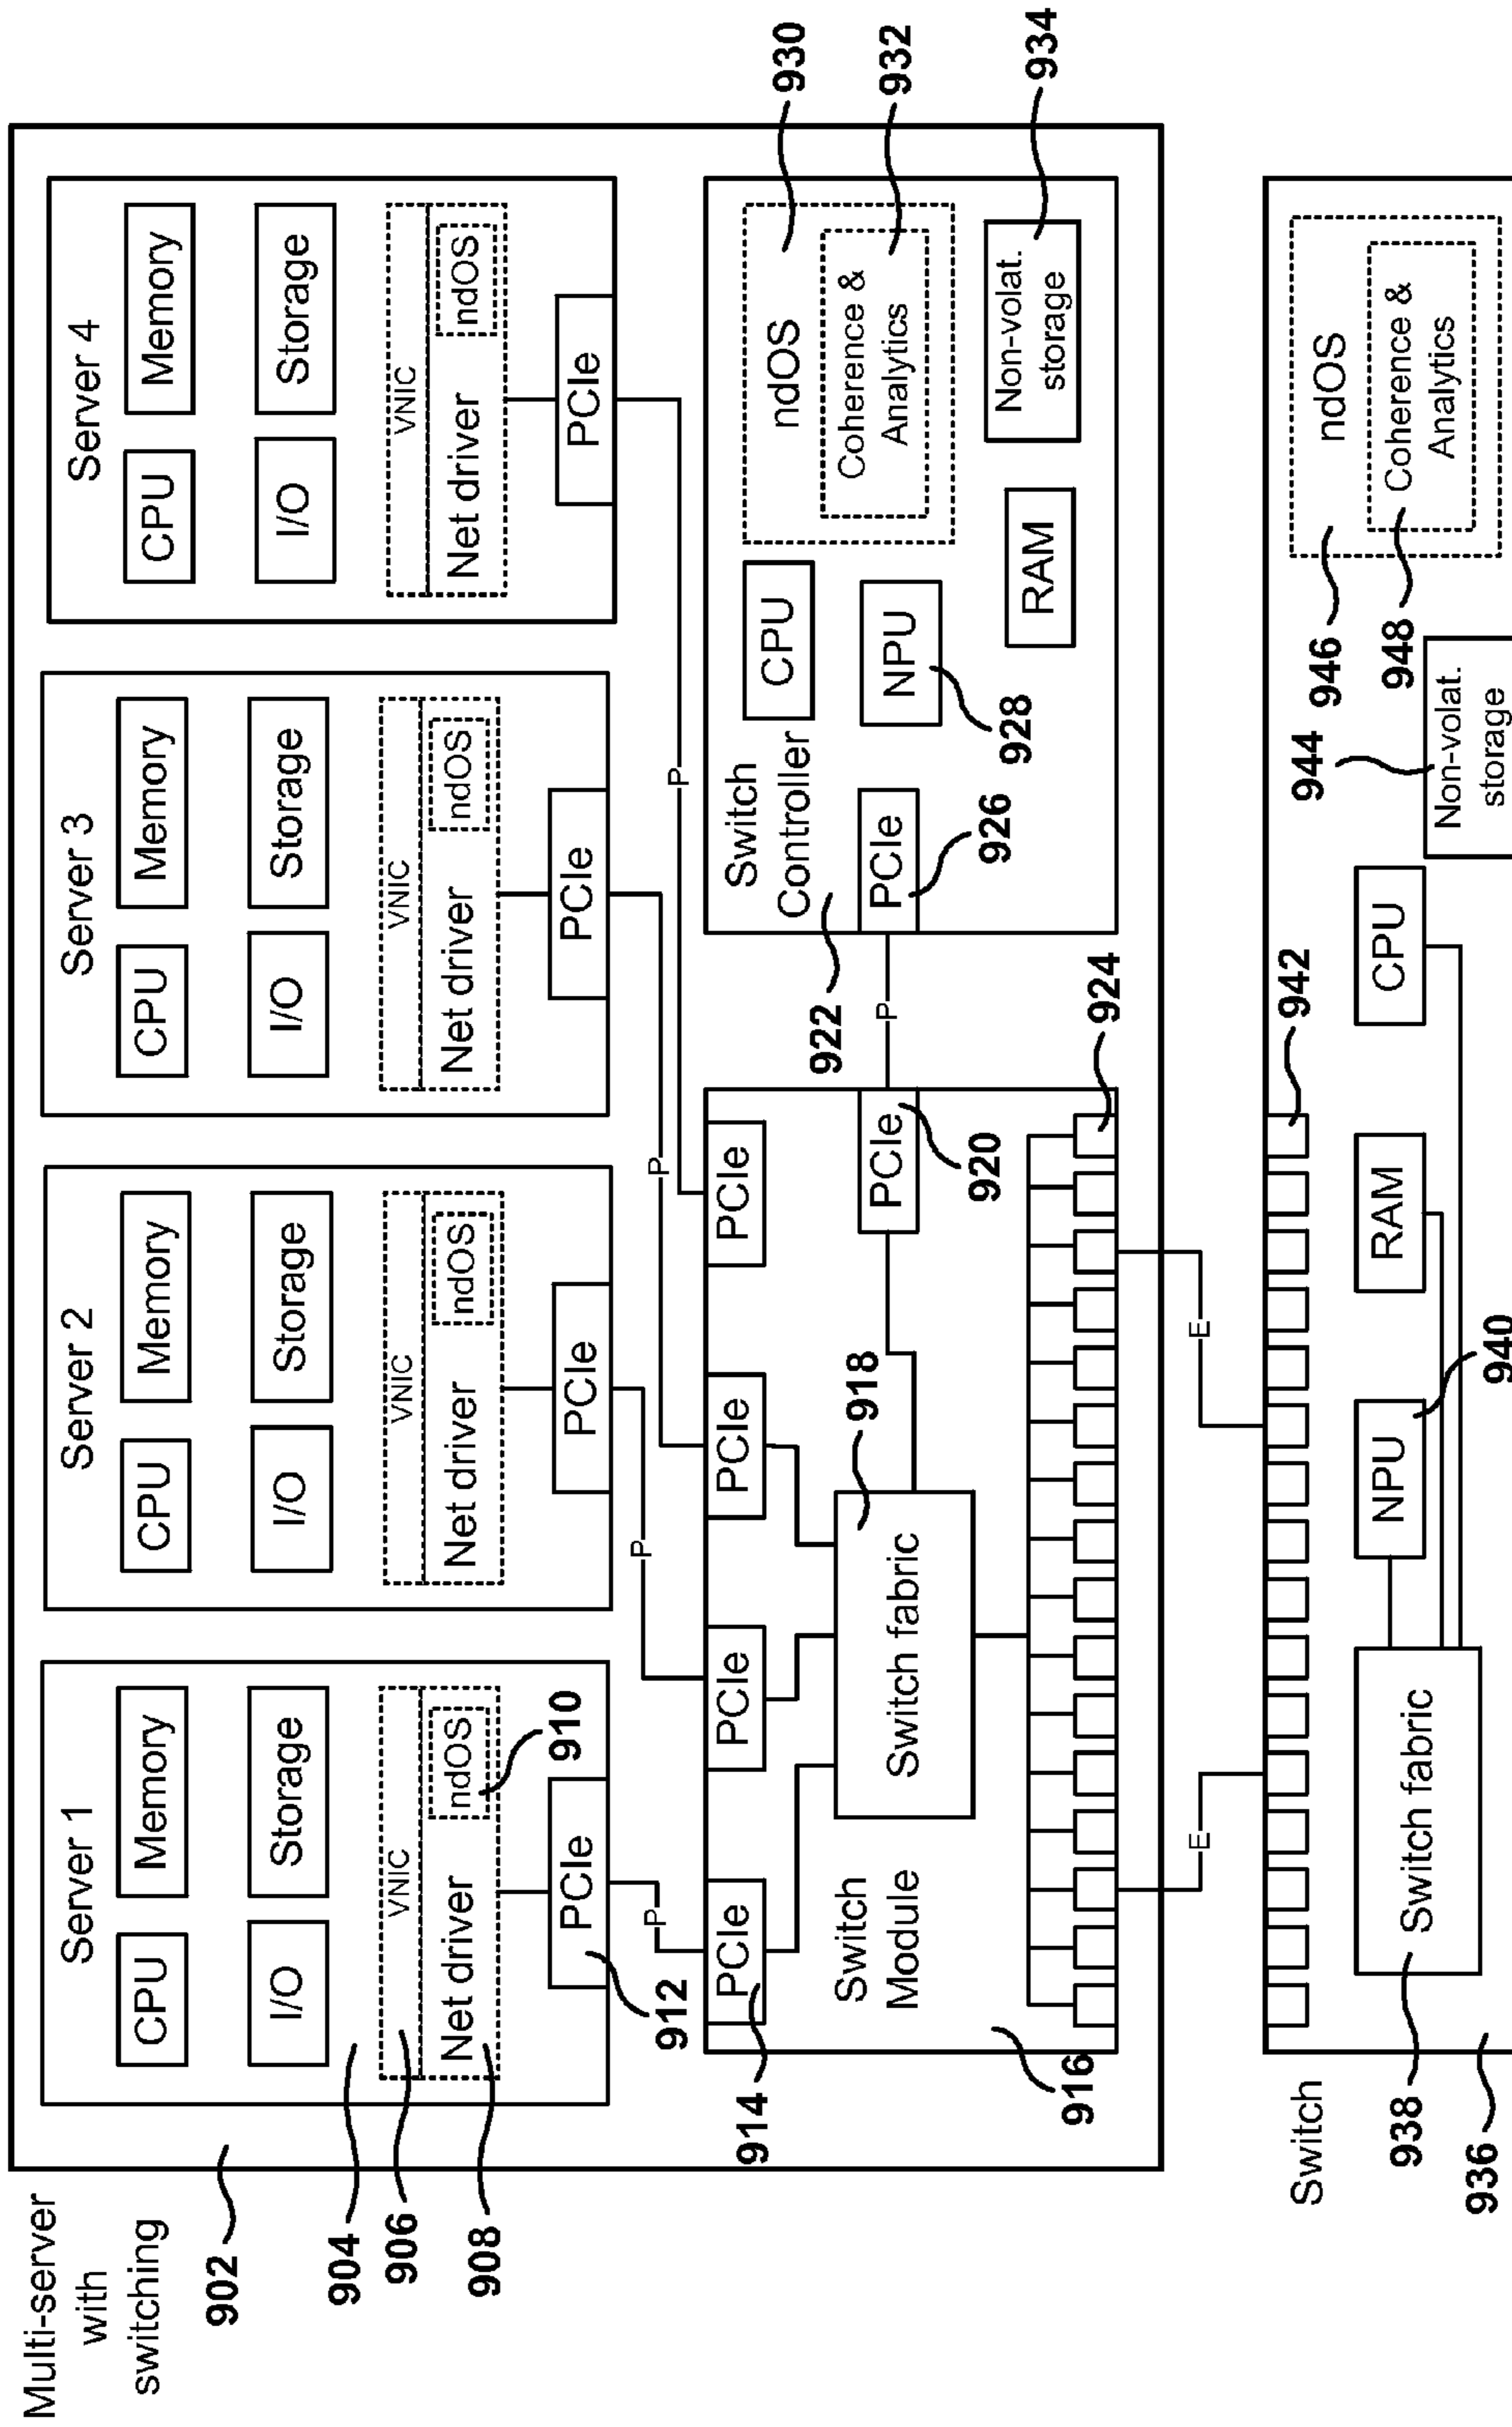 Multi-server
with
switching
902
904
906
908
Server 1
CPU
Memory
I/O
Storage
VNIC
Net driver
ndOS
910
PCIe
912
Server 2
CPU
Memory
I/O
Storage
VNIC
Net driver
ndOS
PCIe
Server 3
CPU
Memory
I/O
Storage
VNIC
Net driver
ndOS
PCIe
Server 4
CPU
Memory
I/O
Storage
VNIC
Net driver
ndOS
PCIe
P
P
P
P
914
PCIe
PCIe
PCIe
PCIe
Switch
Module
916
Switch fabric
918
PCIe
920
P
924
Switch
Controller
922
PCIe
926
CPU
NPU
928
RAM
ndOS
930
Coherence &
Analytics
932
Non-volat.
storage
934
E
E
Switch
936
Switch fabric
938
NPU
940
RAM
942
CPU
Non-volat.
storage
944
ndOS
946
Coherence &
Analytics
948